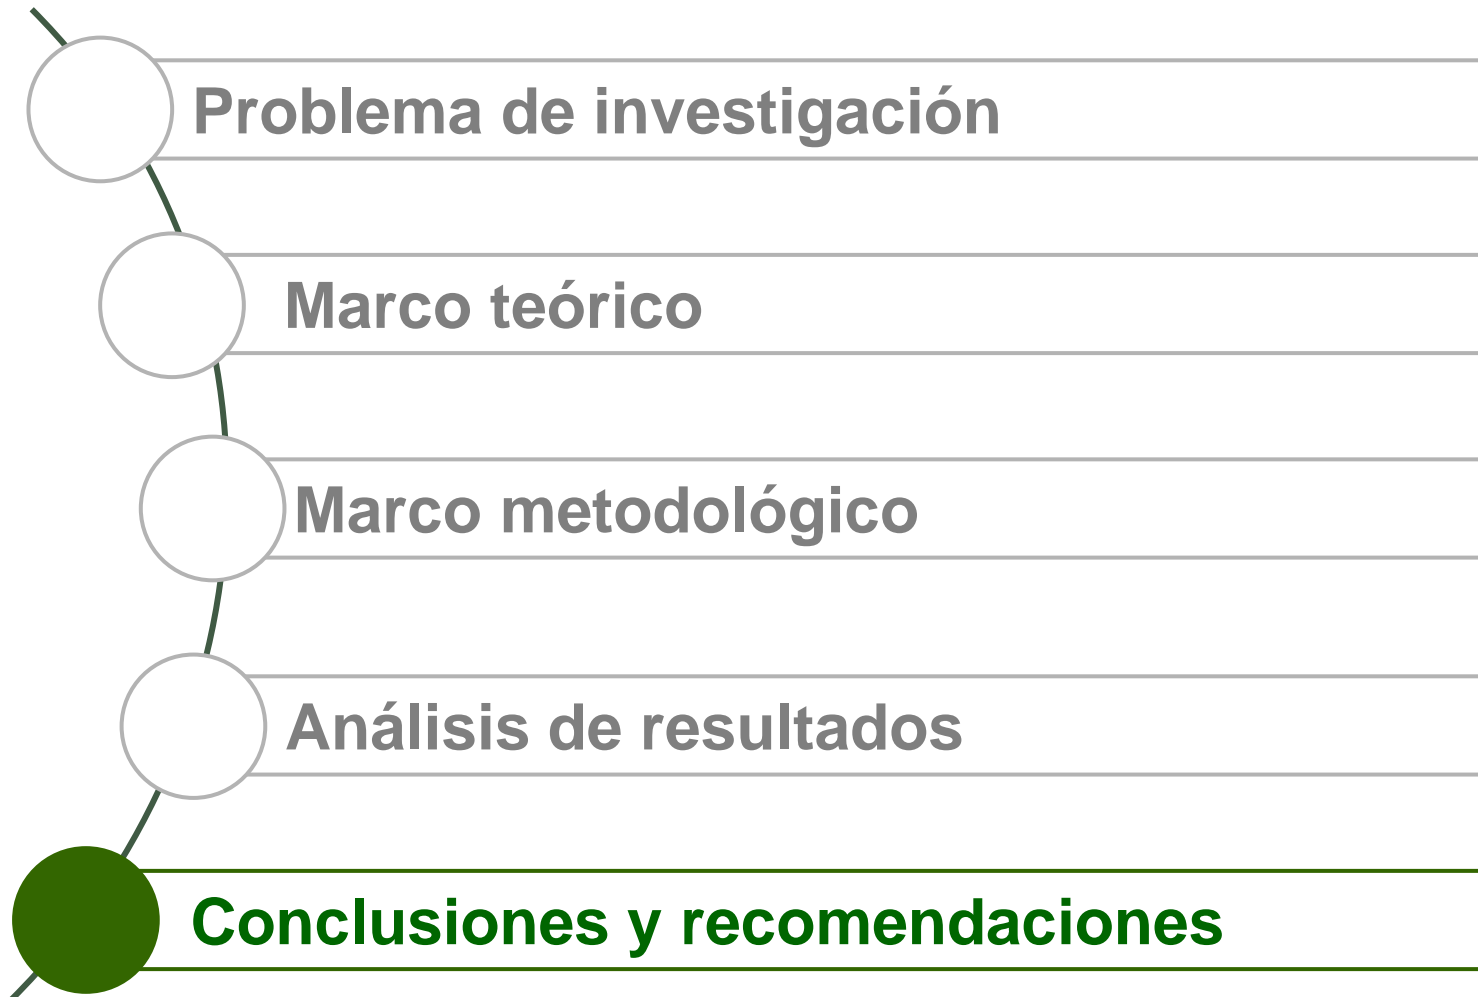 Problema de investigación
Marco teórico
Marco metodológico
Análisis de resultados
Conclusiones y recomendaciones